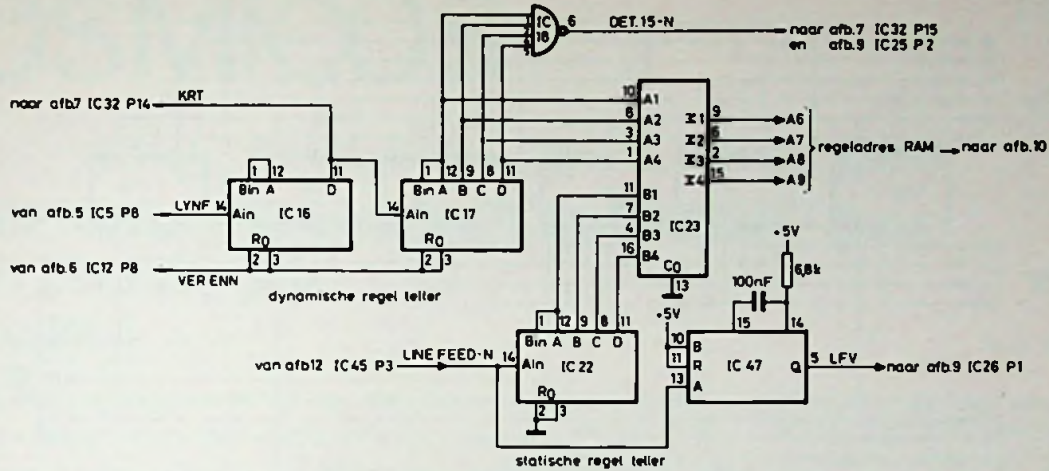 IC 18
6
DET.15-N
naar afb.7 IC32 P15
en afb.9 IC25 P2
naar afb.7 IC32 P14
KRT
1 12 11
Bin A D
van afb.5 IC5 P8
LYNF
14
Ain
IC 16
R0
2 3
van afb.6 IC12 P8
VER ENN
1 12 9 8 11
Bin A B C D
14
Ain
IC 17
R0
2 3
dynamische regel teller
10 A1
8 A2
3 A3
1 A4
11 B1
7 B2
4 B3
16 B4
IC23
C0
13
Σ1 9 A6
Σ2 6 A7
Σ3 2 A8
Σ4 15 A9
regeladres RAM naar afb.10
van afb12 IC45 P3
LINE FEED-N
14
1 12 9 8 11
Bin A B C D
Ain
IC 22
R0
2 3
statische regel teller
+5V
6,8k
100nF
15 14
+5V
10 B
11 R
13 A
IC 47
Q
5
LFV
naar afb.9 IC26 P1